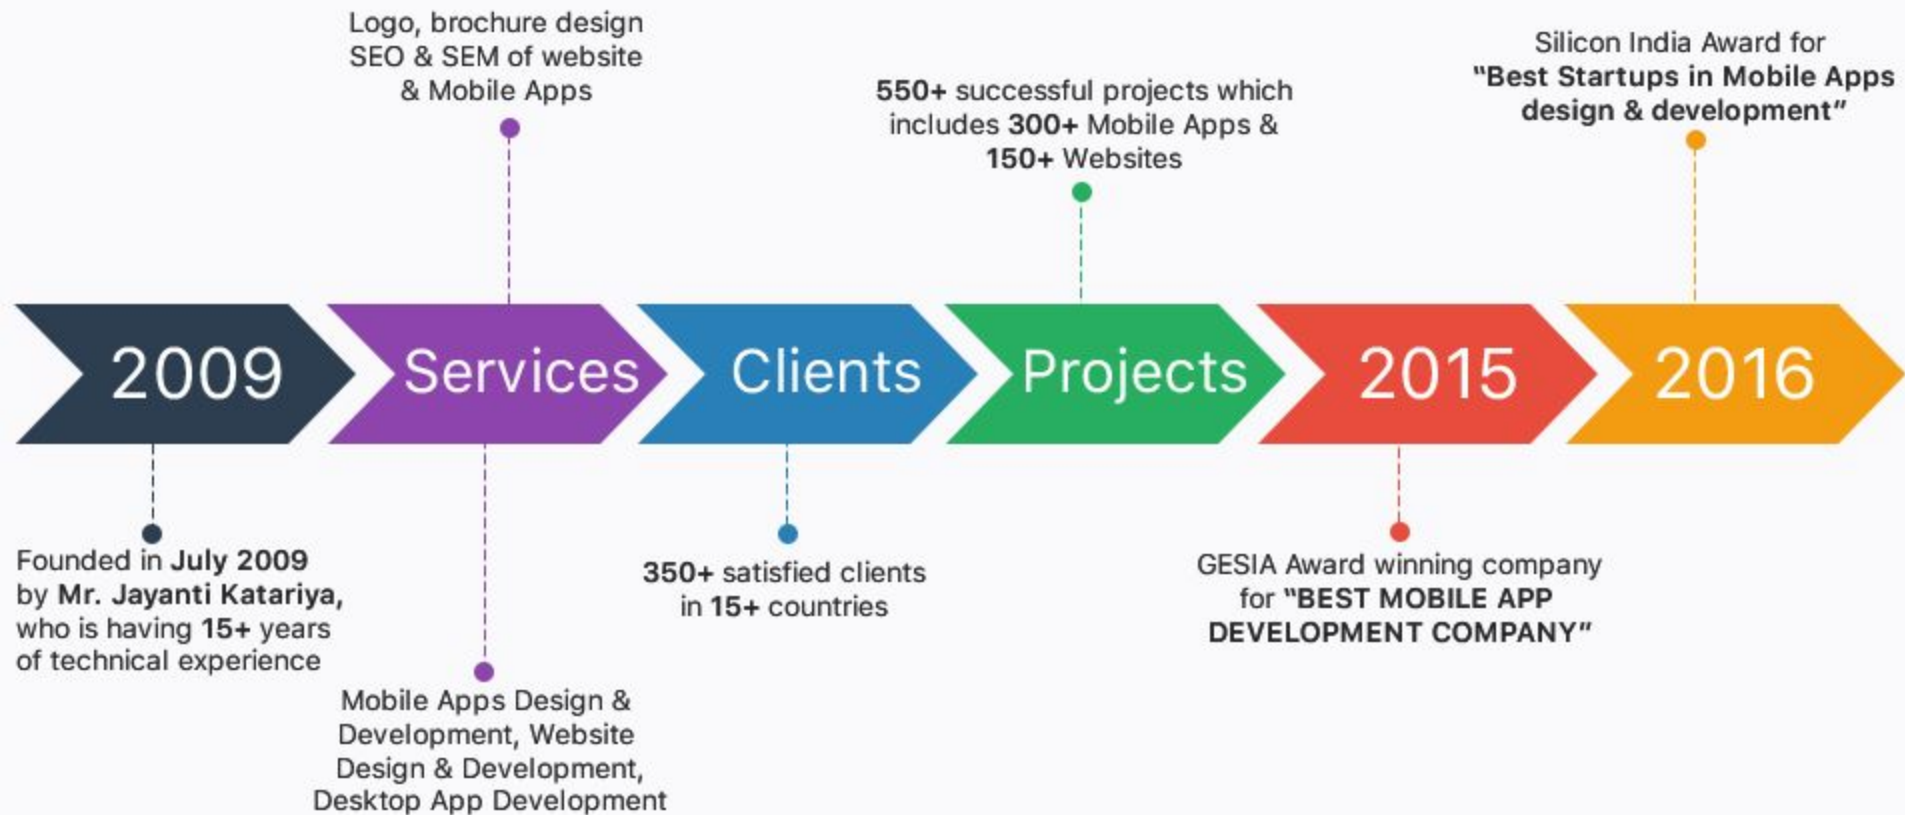 Logo, brochure design
SEO & SEM of website
& Mobile Apps
550+ successful projects which
includes 300+ Mobile Apps &
150+ Websites
Silicon India Award for
"Best Startups in Mobile Apps
design & development"
2009
Services
Clients
Projects
2015
2016
Founded in July 2009
by Mr. Jayanti Katariya,
who is having 15+ years
of technical experience
Mobile Apps Design &
Development, Website
Design & Development,
Desktop App Development
350+ satisfied clients
in 15+ countries
GESIA Award winning company
for "BEST MOBILE APP
DEVELOPMENT COMPANY"